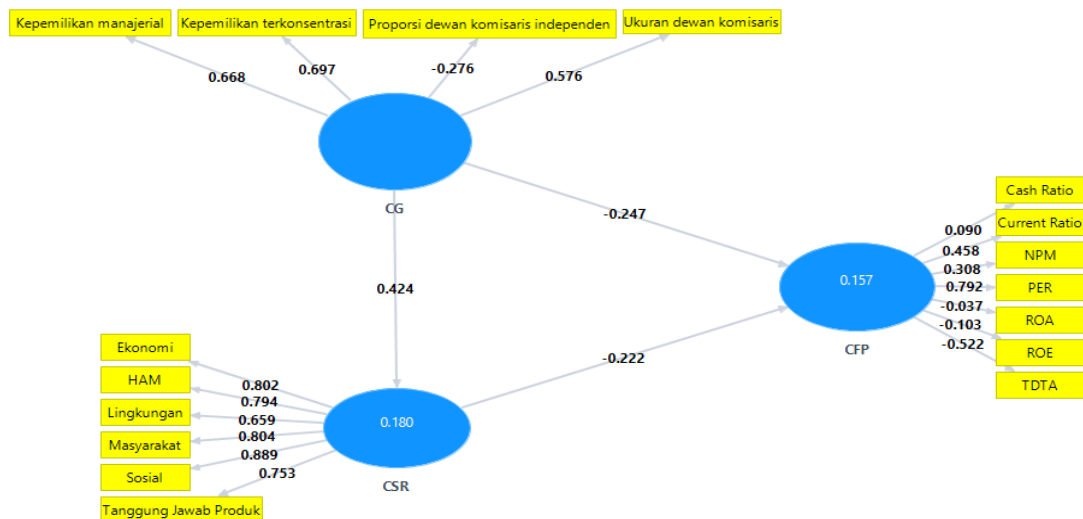 Kepemilikan manajerial
Kepemilikan terkonsentrasi
Proporsi dewan komisaris independen
Ukuran dewan komisaris
0.668
0.697
-0.276
0.576
CG
-0.247
0.424
-0.222
Cash Ratio
Current Ratio
NPM
PER
ROA
ROE
TDTA
0.090
0.458
0.308
0.792
-0.037
-0.103
-0.522
0.157
CFP
Ekonomi
HAM
Lingkungan
Masyarakat
Sosial
Tanggung Jawab Produk
0.802
0.794
0.659
0.804
0.889
0.753
0.180
CSR